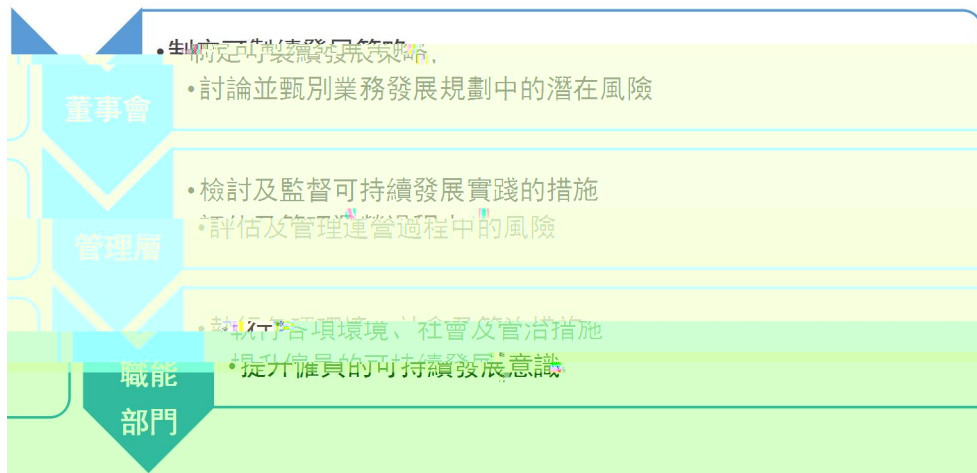 •制定可續發展策略,
董事會
•討論並甄別業務發展規劃中的潛在風險
•檢討及監督可持續發展實踐的措施
管理層
•評估及管理運營過程中的風險
•執行各項環境、社會及管治措施
職能
部門
•提升僱員的可持續發展意識